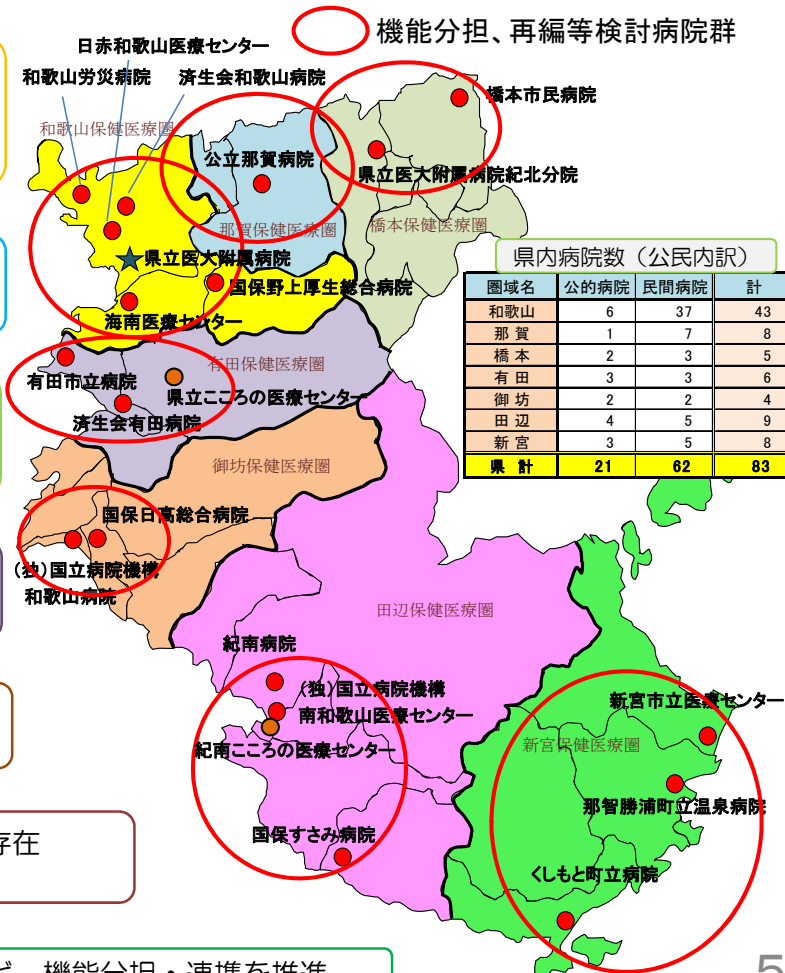 機能分担、再編等検討病院群
日赤和歌山医療センター
和歌山労災病院
済生会和歌山病院
橋本市民病院
和歌山保健医療圏
公立那賀病院
県立医大附属病院紀北分院
那賀保健医療圏
橋本保健医療圏
県立医大附属病院
国保野上厚生総合病院
海南医療センター
県内病院数（公民内訳）
圏域名 公的病院 民間病院 計
和歌山 6 37 43
那賀 1 7 8
橋本 2 3 5
有田 3 3 6
御坊 2 2 4
田辺 4 5 9
新宮 3 5 8
県計 21 62 83
有田保健医療圏
有田市立病院
県立こころの医療センター
済生会有田病院
御坊保健医療圏
国保日高総合病院
（独）国立病院機構
和歌山病院
田辺保健医療圏
紀南病院
（独）国立病院機構
南和歌山医療センター
紀南こころの医療センター
国保すさみ病院
新宮市立医療センター
新宮保健医療圏
那智勝浦町立温泉病院
くしもと町立病院
存在
機能分担・連携を推進
5